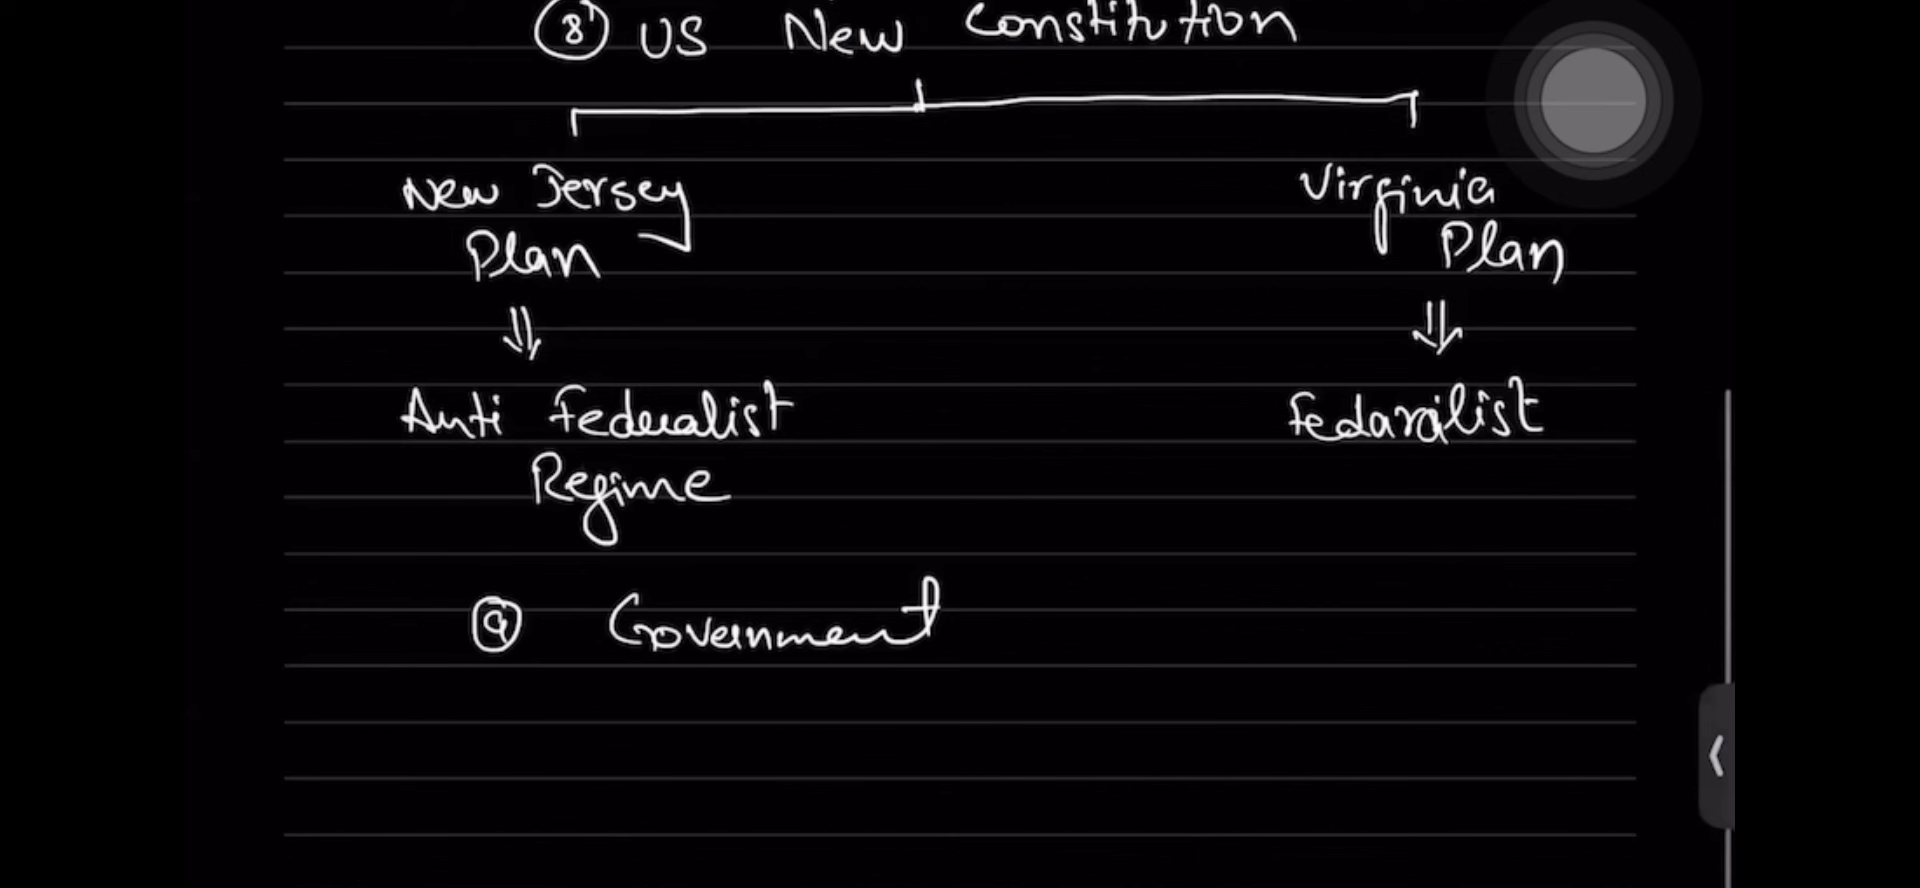 8 US New Constitution
New Jersey Virginia
Plan Plan
⇓ ⇓
Anti Federalist Fedaralist
Regime
9 Government